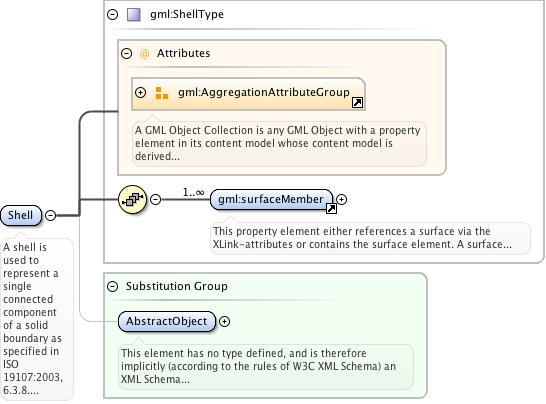 gml:ShellType
@ Attributes
gml:AggregationAttributeGroup
A GML Object Collection is any GML Object with a property
element in its content model whose content model is
derived...
1..∞
gml:surfaceMember
This property element either references a surface via the
XLink-attributes or contains the surface element. A surface...
Shell
A shell is
used to
represent a
single
connected
component
of a solid
boundary as
specified in
ISO
19107:2003,
6.3.8....
Substitution Group
AbstractObject
This element has no type defined, and is therefore
implicitly (according to the rules of W3C XML Schema) an
XML Schema...